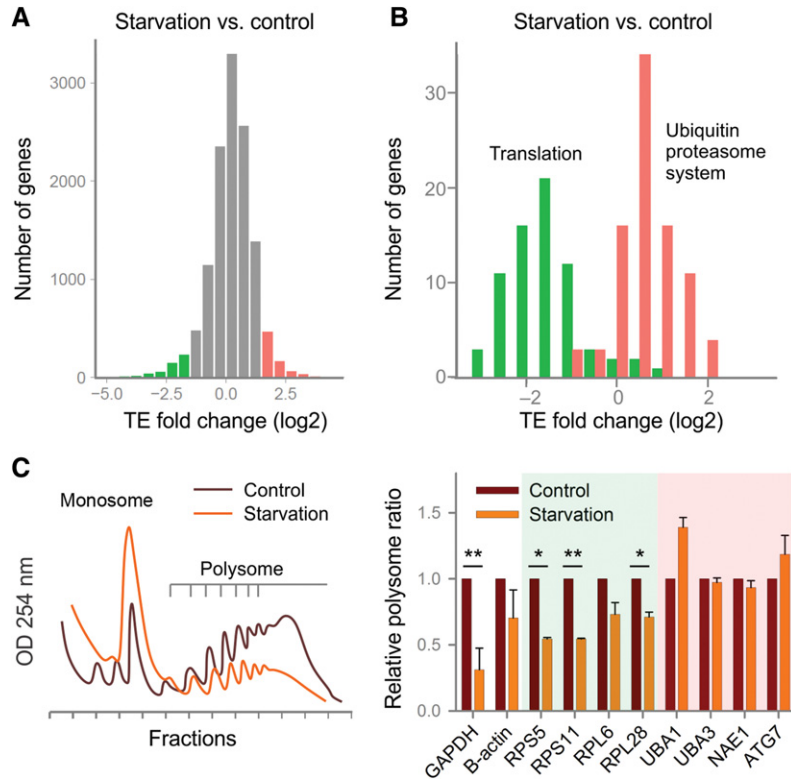 A
Starvation vs. control
Number of genes
3000
2000
1000
0
−5.0 −2.5 0.0 2.5
TE fold change (log2)
B
Starvation vs. control
Number of genes
30
20
10
0
Translation
Ubiquitin
proteasome
system
−2 0 2
TE fold change (log2)
C
Monosome
Control
Starvation
Polysome
OD 254 nm
Fractions
Control
Starvation
Relative polysome ratio
1.5
1.0
0.5
0.0
** * ** *
GAPDH B-actin RPS5 RPS11 RPL6 RPL28 UBA1 UBA3 NAE1 ATG7